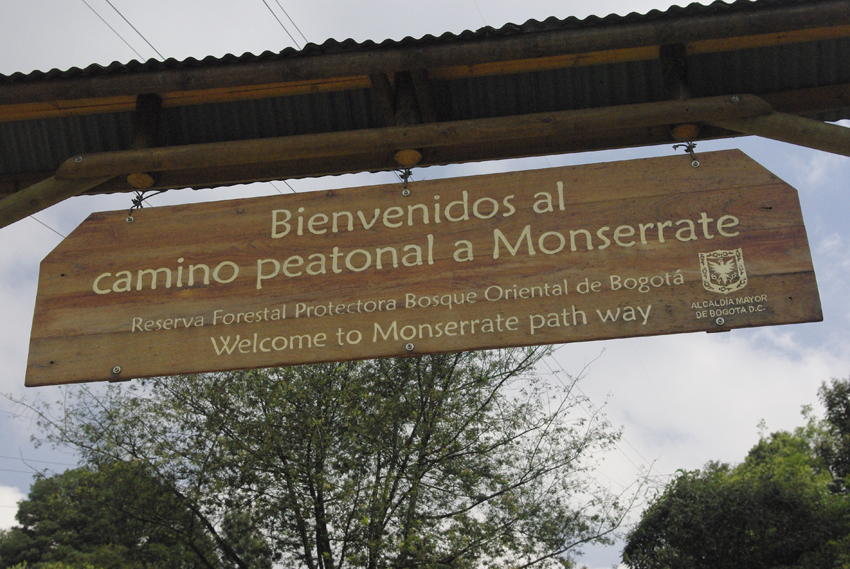 Bienvenidos al
camino peatonal a Monserrate
Reserva Forestal Protectora Bosque Oriental de Bogotá
Welcome to Monserrate path way
ALCALDÍA MAYOR
DE BOGOTA D.C.